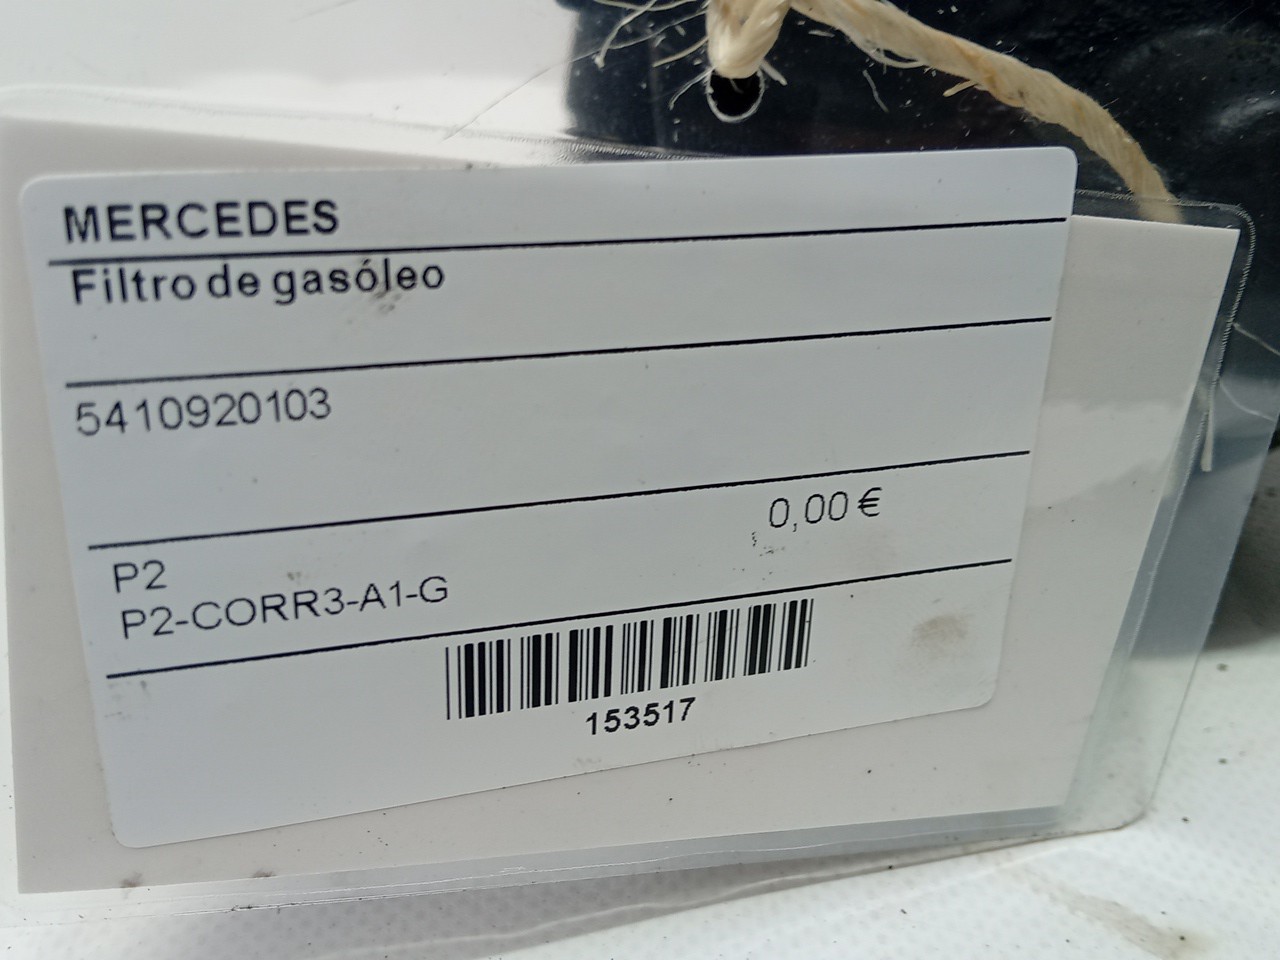 MERCEDES
Filtro de gasóleo
5410920103
0,00 €
P2
P2-CORR3-A1-G
153517